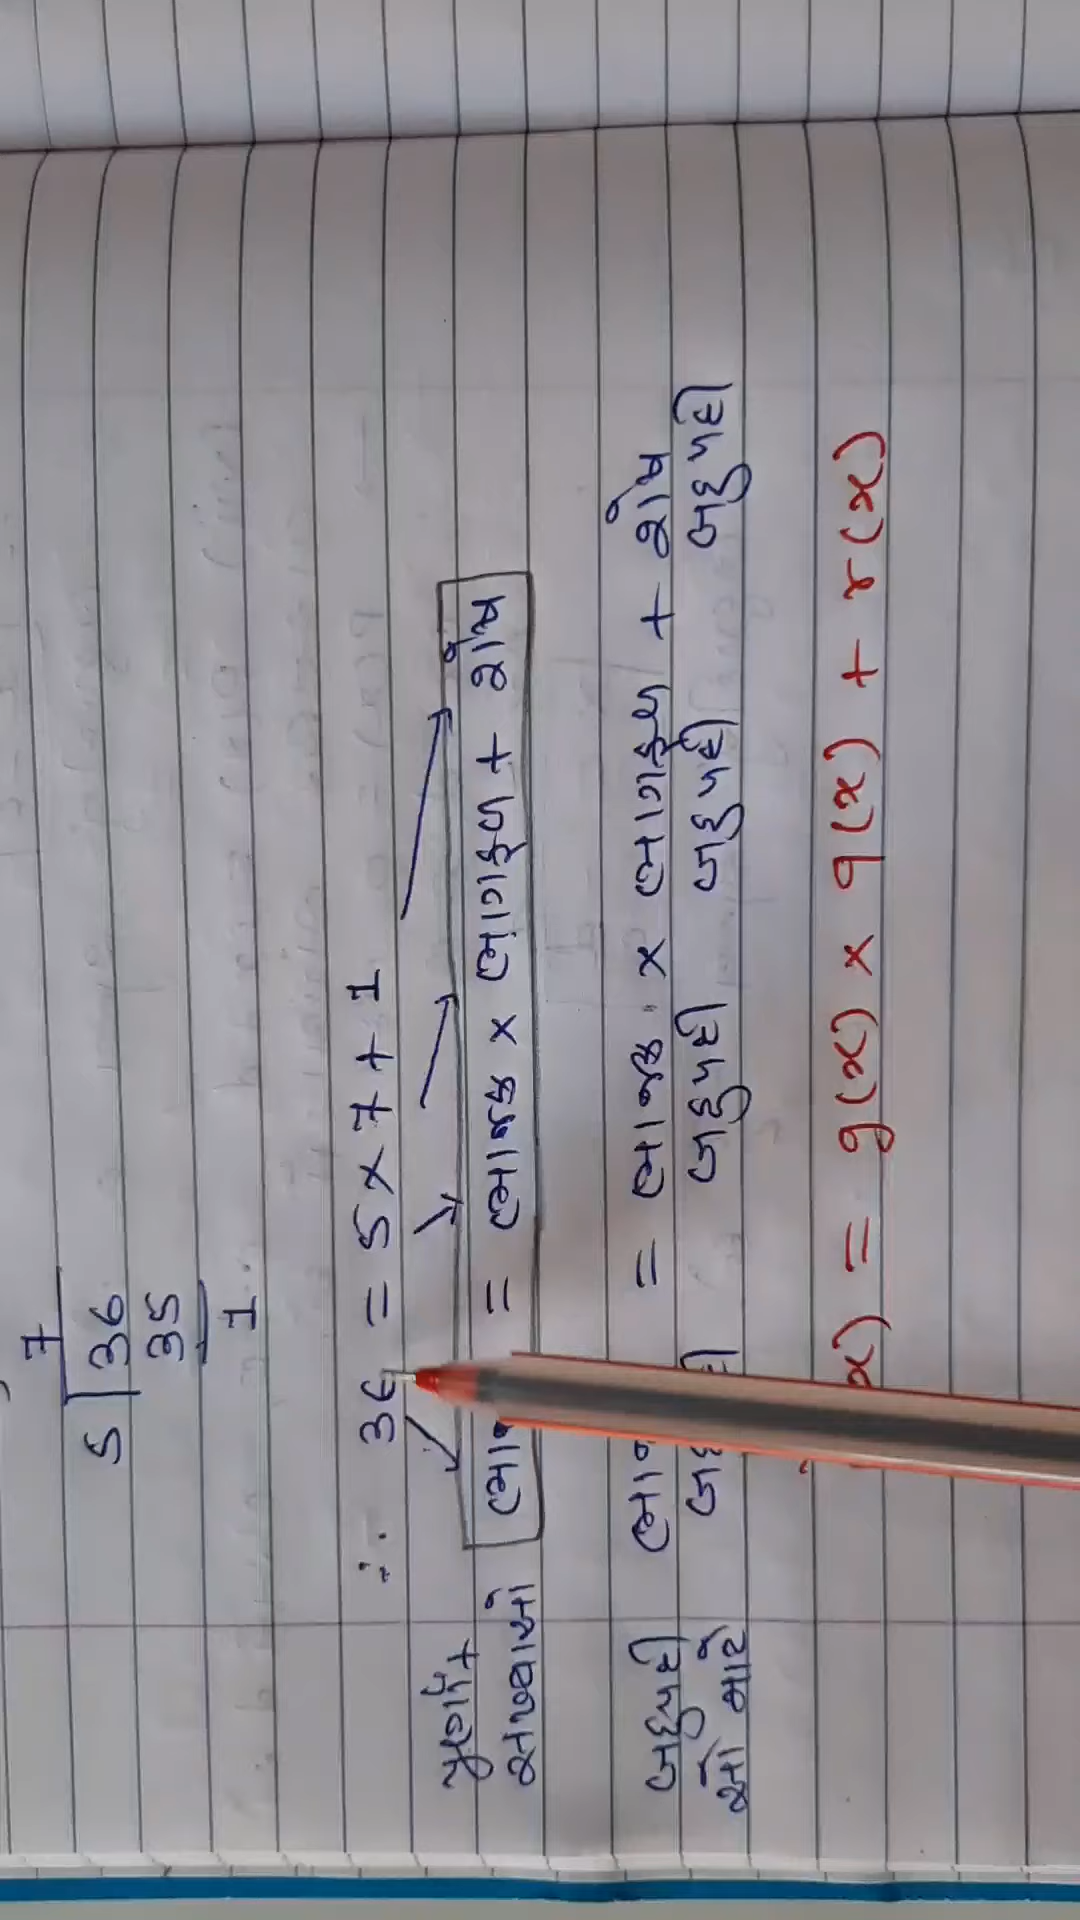 7
5 36
35
1
∴ 36 = 5 x 7 + 1
પૂર્ણાંક
સંખ્યાઓ = ભાજક x ભાગફળ + શેષ
બહુપદી = ભાજક x ભાગફળ + શેષ
ઓ માટે બહુપદી બહુપદી બહુપદી
x) = g(x) x q(x) + r(x)